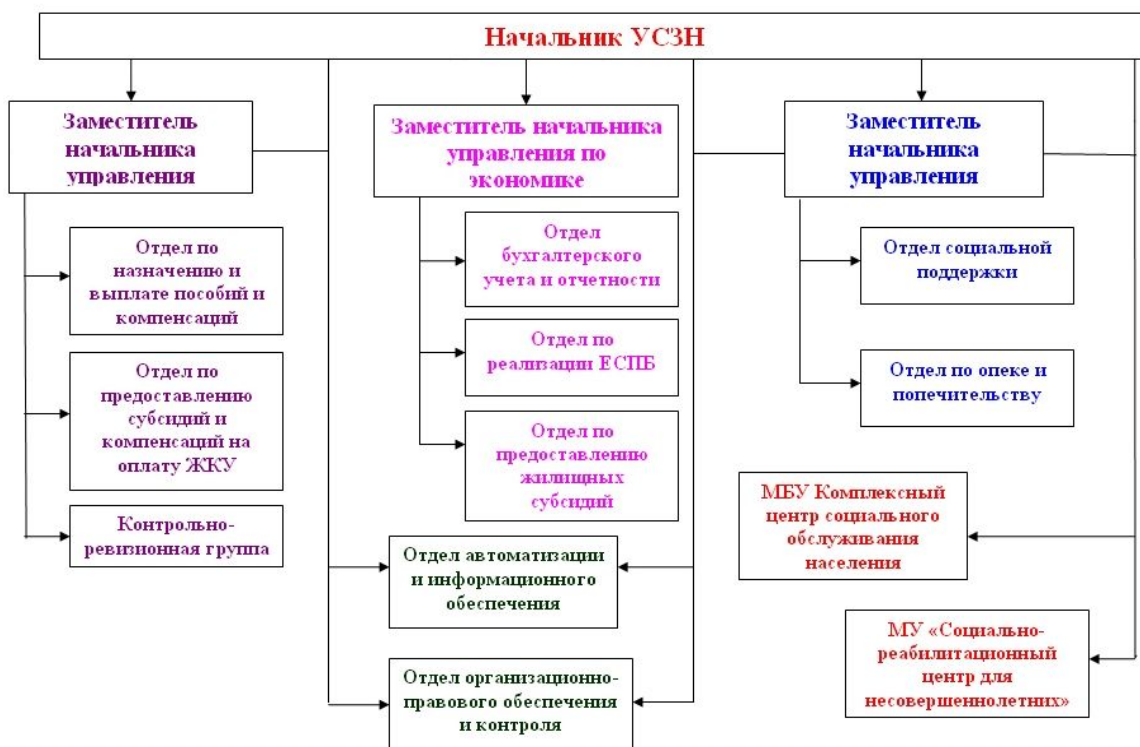 Начальник УСЗН
Заместитель
начальника
управления
Заместитель начальника
управления по
экономике
Заместитель
начальника
управления
Отдел по
назначению и
выплате пособий и
компенсаций
Отдел по
предоставлению
субсидий и
компенсаций на
оплату ЖКУ
Контрольно-
ревизионная группа
Отдел
бухгалтерского
учета и отчетности
Отдел по
реализации ЕСПБ
Отдел по
предоставлению
жилищных
субсидий
Отдел автоматизации
и информационного
обеспечения
Отдел организационно-
правового обеспечения
и контроля
Отдел социальной
поддержки
Отдел по опеке и
попечительству
МБУ Комплексный
центр социального
обслуживания
населения
МУ «Социально-
реабилитационный
центр для
несовершеннолетних»